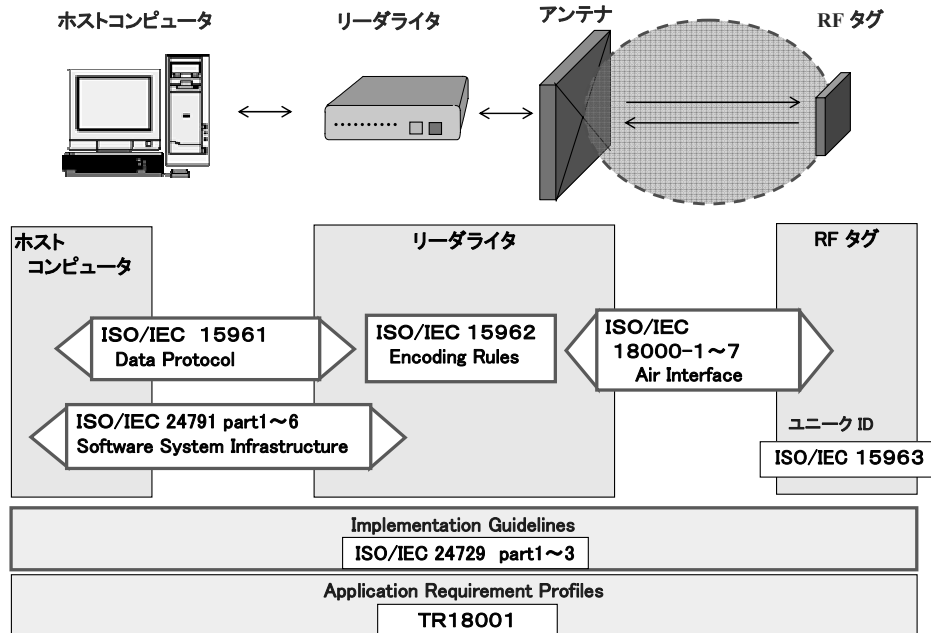 ホストコンピュータ
リーダライタ
アンテナ
RF タグ
ホスト
コンピュータ
リーダライタ
RF タグ
ISO/IEC 15961
Data Protocol
ISO/IEC 15962
Encoding Rules
ISO/IEC
18000-1～7
Air Interface
ISO/IEC 24791 part1～6
Software System Infrastructure
ユニーク ID
ISO/IEC 15963
Implementation Guidelines
ISO/IEC 24729 part1～3
Application Requirement Profiles
TR18001